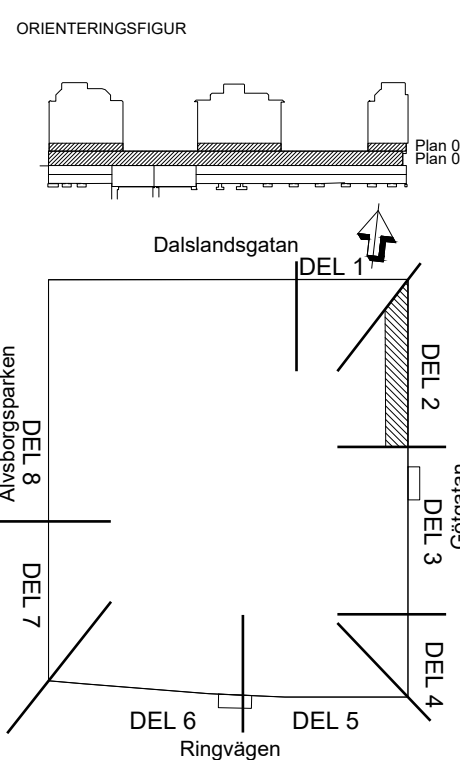 ORIENTERINGSFIGUR
Plan 0
Plan 0
Dalslandsgatan
DEL 1
DEL 2
Älvsborgsparken
DEL 8
DEL 3
DEL 7
DEL 4
DEL 6
DEL 5
Ringvägen